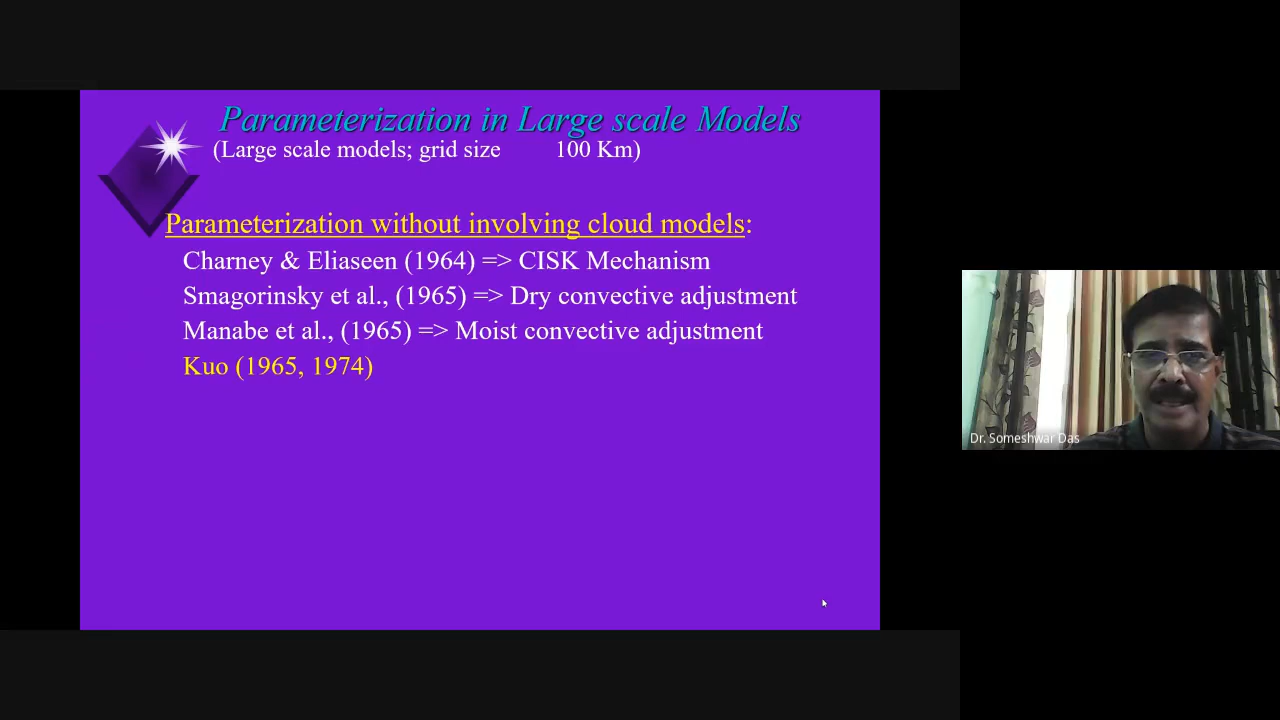 Parameterization in Large scale Models
(Large scale models; grid size 100 Km)
Parameterization without involving cloud models:
Charney & Eliaseen (1964) => CISK Mechanism
Smagorinsky et al., (1965) => Dry convective adjustment
Manabe et al., (1965) => Moist convective adjustment
Kuo (1965, 1974)
Dr. Someshwar Das